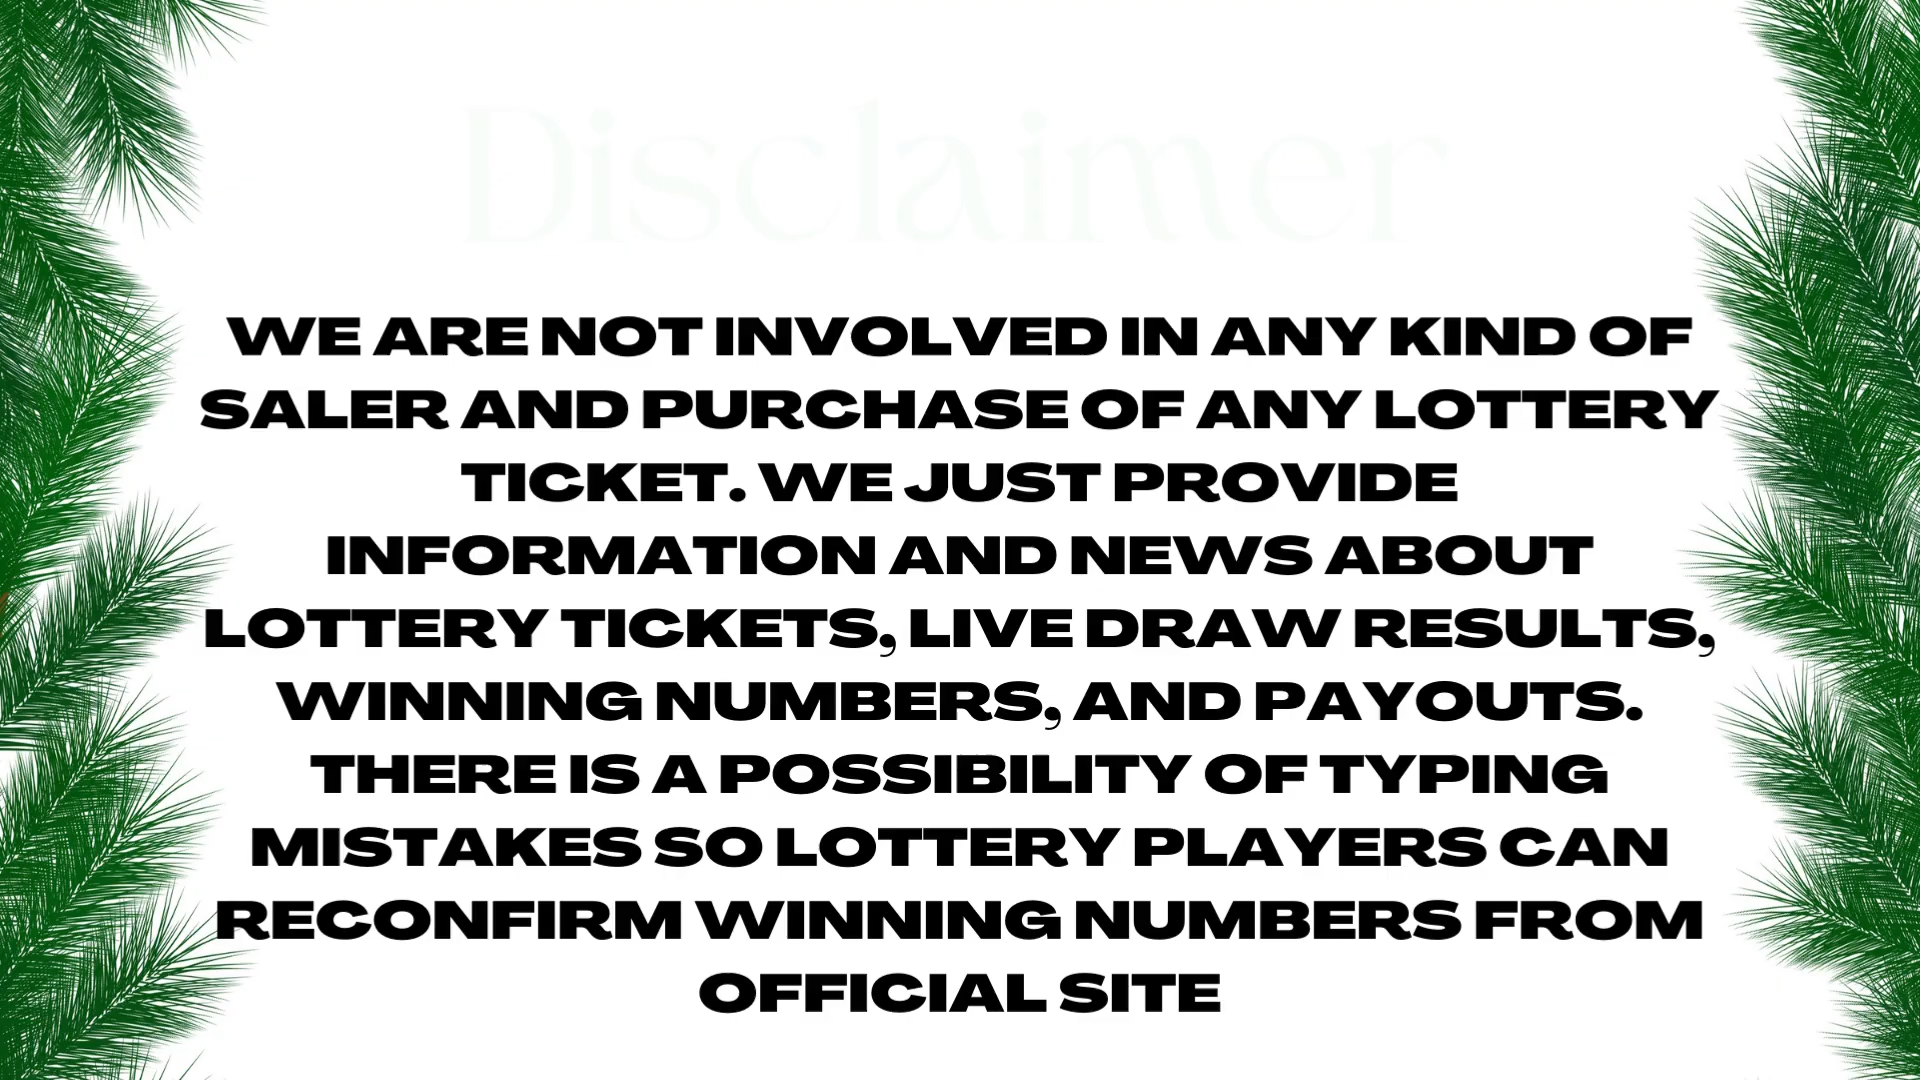 Disclaimer
WE ARE NOT INVOLVED IN ANY KIND OF
SALER AND PURCHASE OF ANY LOTTERY
TICKET. WE JUST PROVIDE
INFORMATION AND NEWS ABOUT
LOTTERY TICKETS, LIVE DRAW RESULTS,
WINNING NUMBERS, AND PAYOUTS.
THERE IS A POSSIBILITY OF TYPING
MISTAKES SO LOTTERY PLAYERS CAN
RECONFIRM WINNING NUMBERS FROM
OFFICIAL SITE